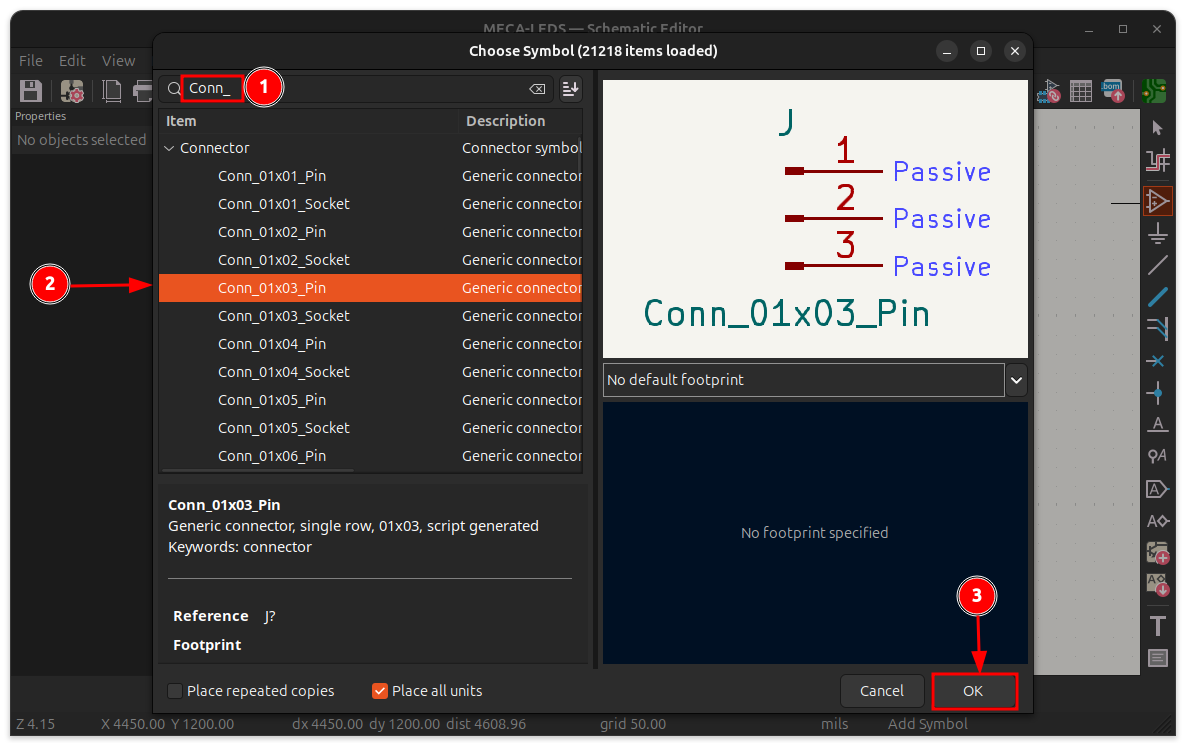 MECA-LEDS — Schematic Editor
Choose Symbol (21218 items loaded)
File Edit View
Conn_
1
bom
Properties
No objects selected
Item Description
Connector Connector symbol
Conn_01x01_Pin Generic connector
Conn_01x01_Socket Generic connector
Conn_01x02_Pin Generic connector
Conn_01x02_Socket Generic connector
2
Conn_01x03_Pin Generic connector
Conn_01x03_Socket Generic connector
Conn_01x04_Pin Generic connector
Conn_01x04_Socket Generic connector
Conn_01x05_Pin Generic connector
Conn_01x05_Socket Generic connector
Conn_01x06_Pin Generic connector
J
1 Passive
2 Passive
3 Passive
Conn_01x03_Pin
No default footprint
No footprint specified
Conn_01x03_Pin
Generic connector, single row, 01x03, script generated
Keywords: connector
Reference J?
Footprint
3
Place repeated copies Place all units
Cancel OK
A
A
A
A
A
T
Z 4.15 X 4450.00 Y 1200.00 dx 4450.00 dy 1200.00 dist 4608.96 grid 50.00 mils Add Symbol